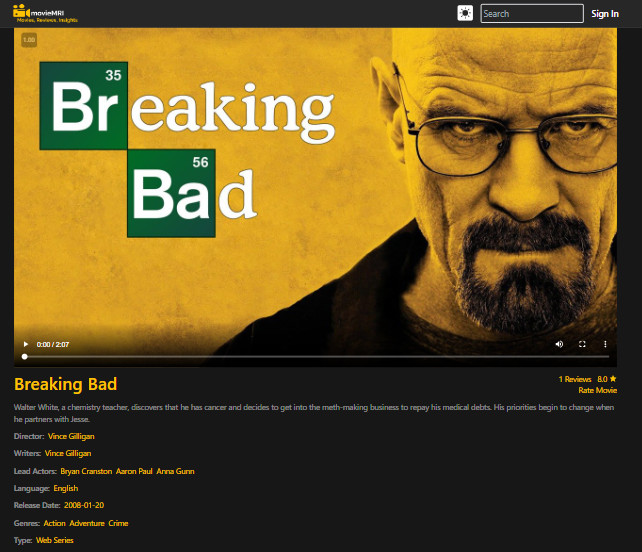 movieMRI
Movies, Reviews, Insights
Search
Sign In
1.00
35
Breaking
56
Bad
0:00 / 2:07
Breaking Bad
1 Reviews 8.0
Rate Movie
Walter White, a chemistry teacher, discovers that he has cancer and decides to get into the meth-making business to repay his medical debts. His priorities begin to change when
he partners with Jesse.
Director: Vince Gilligan
Writers: Vince Gilligan
Lead Actors: Bryan Cranston Aaron Paul Anna Gunn
Language: English
Release Date: 2008-01-20
Genres: Action Adventure Crime
Type: Web Series